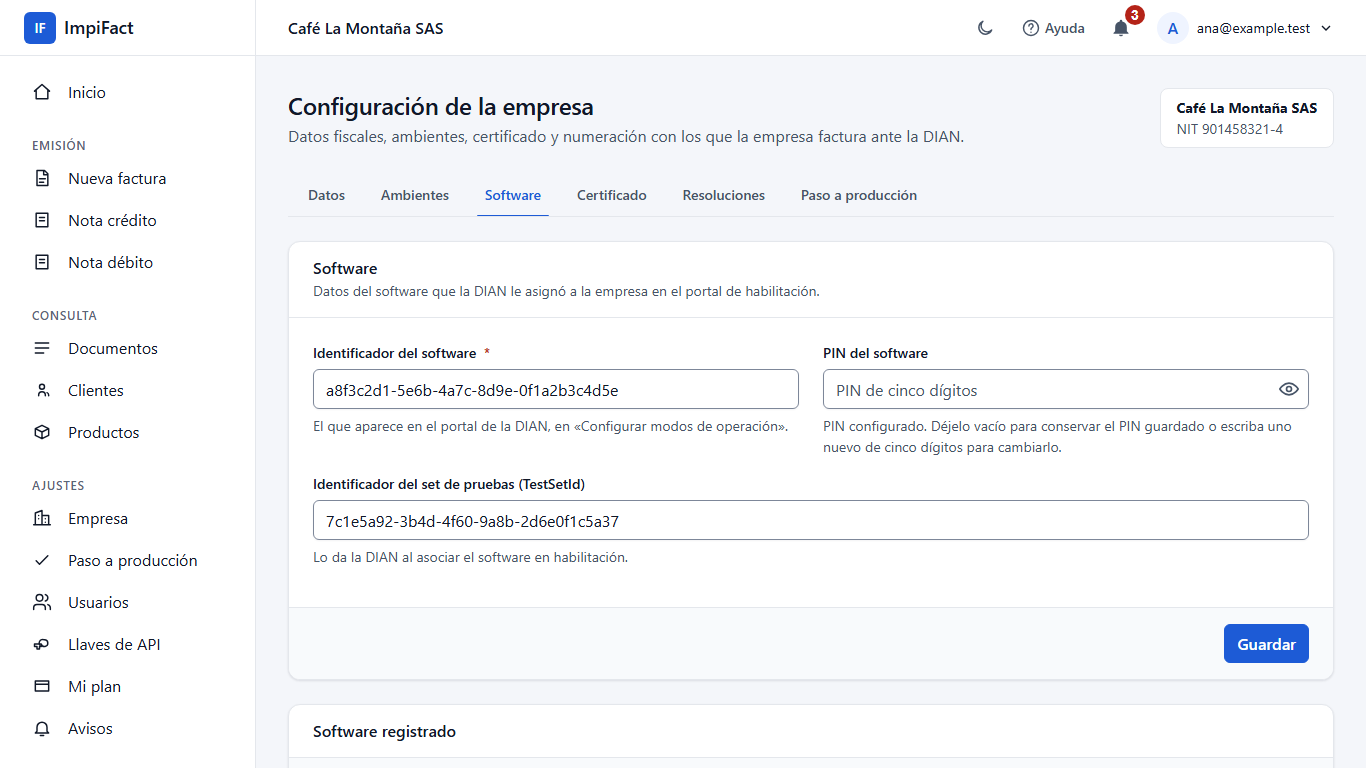 IF ImpiFact
Café La Montaña SAS
Ayuda
3
A
ana@example.test
Inicio
EMISIÓN
Nueva factura
Nota crédito
Nota débito
CONSULTA
Documentos
Clientes
Productos
AJUSTES
Empresa
Paso a producción
Usuarios
Llaves de API
Mi plan
Avisos
Configuración de la empresa
Datos fiscales, ambientes, certificado y numeración con los que la empresa factura ante la DIAN.
Café La Montaña SAS
NIT 901458321-4
Datos Ambientes Software Certificado Resoluciones Paso a producción
Software
Datos del software que la DIAN le asignó a la empresa en el portal de habilitación.
Identificador del software *
a8f3c2d1-5e6b-4a7c-8d9e-0f1a2b3c4d5e
El que aparece en el portal de la DIAN, en «Configurar modos de operación».
PIN del software
PIN de cinco dígitos
PIN configurado. Déjelo vacío para conservar el PIN guardado o escriba uno
nuevo de cinco dígitos para cambiarlo.
Identificador del set de pruebas (TestSetId)
7c1e5a92-3b4d-4f60-9a8b-2d6e0f1c5a37
Lo da la DIAN al asociar el software en habilitación.
Guardar
Software registrado